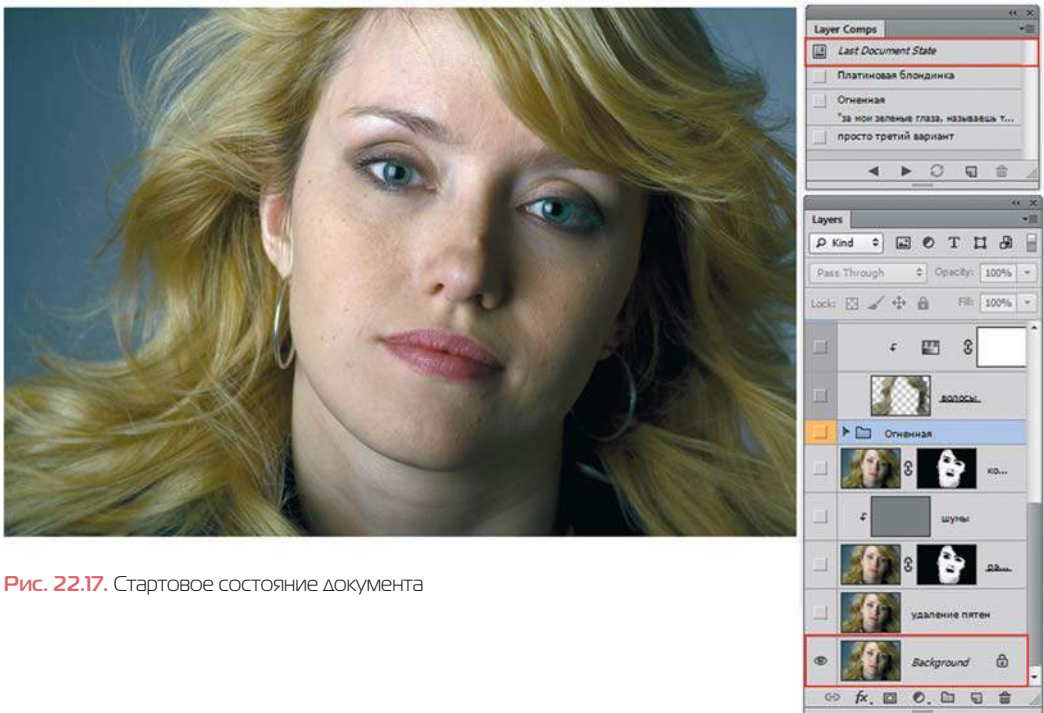 Layer Comps
Last Document State
Платиновая блондинка
Огненная
"за мои зеленые глаза, называешь т...
просто третий вариант
Layers
Kind
Pass Through
Opacity: 100%
Lock:
Fill: 100%
волосы
Огненная
ко...
шумы
ра...
удаление пятен
Background
fx
Рис. 22.17. Стартовое состояние документа